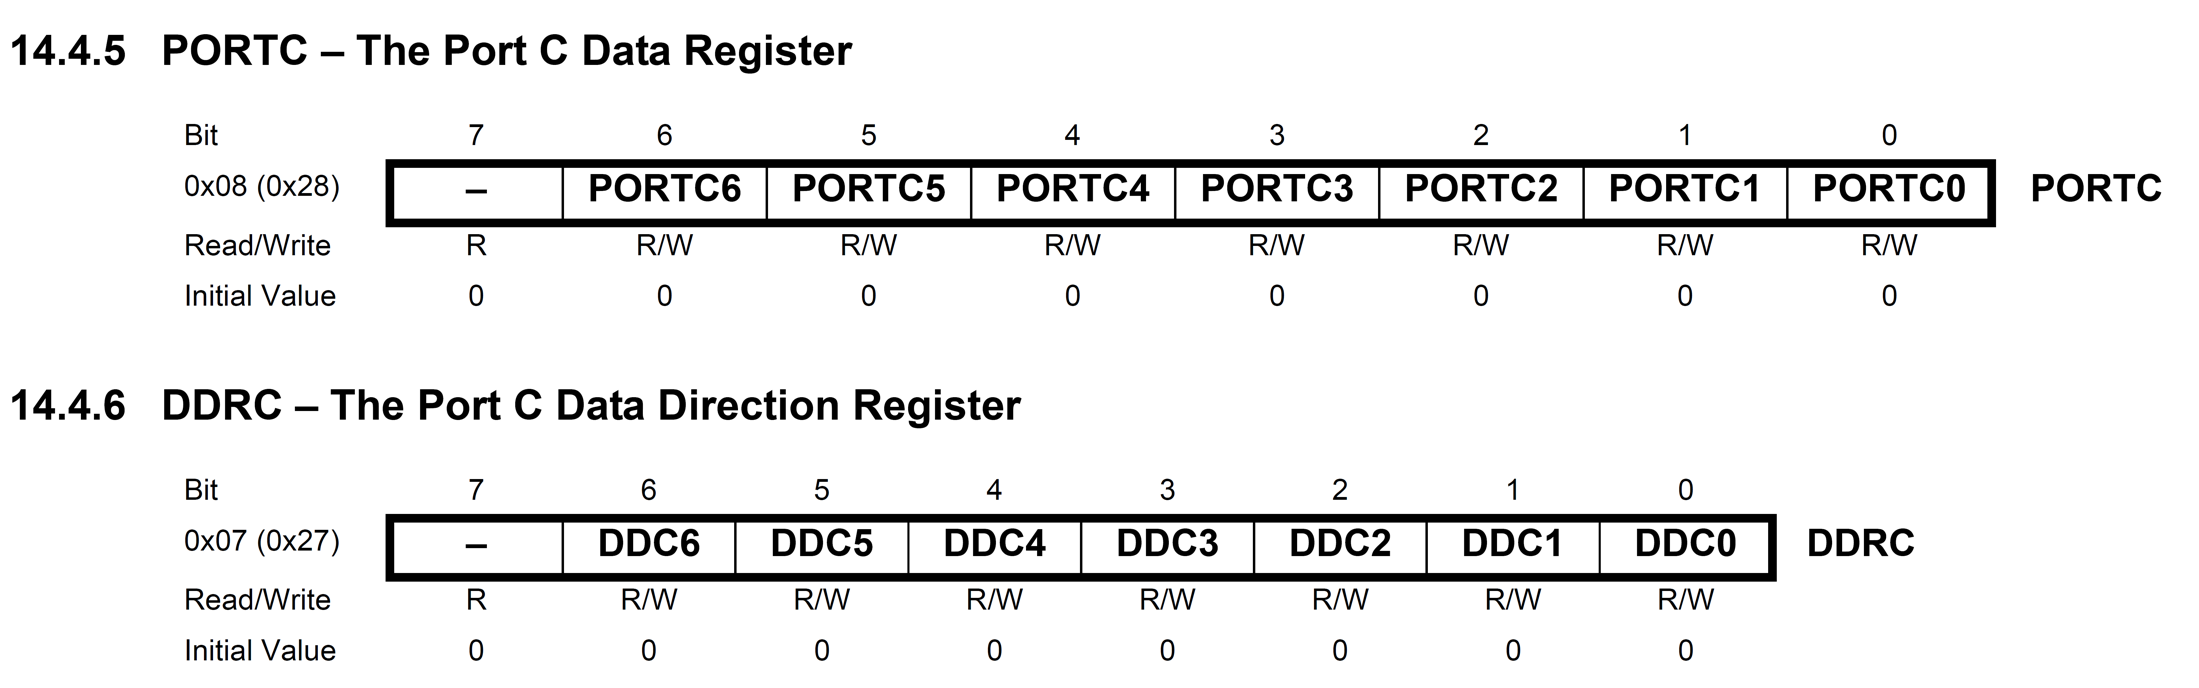 14.4.5 PORTC – The Port C Data Register
Bit 7 6 5 4 3 2 1 0
0x08 (0x28) – PORTC6 PORTC5 PORTC4 PORTC3 PORTC2 PORTC1 PORTC0 PORTC
Read/Write R R/W R/W R/W R/W R/W R/W R/W
Initial Value 0 0 0 0 0 0 0 0
14.4.6 DDRC – The Port C Data Direction Register
Bit 7 6 5 4 3 2 1 0
0x07 (0x27) – DDC6 DDC5 DDC4 DDC3 DDC2 DDC1 DDC0 DDRC
Read/Write R R/W R/W R/W R/W R/W R/W R/W
Initial Value 0 0 0 0 0 0 0 0